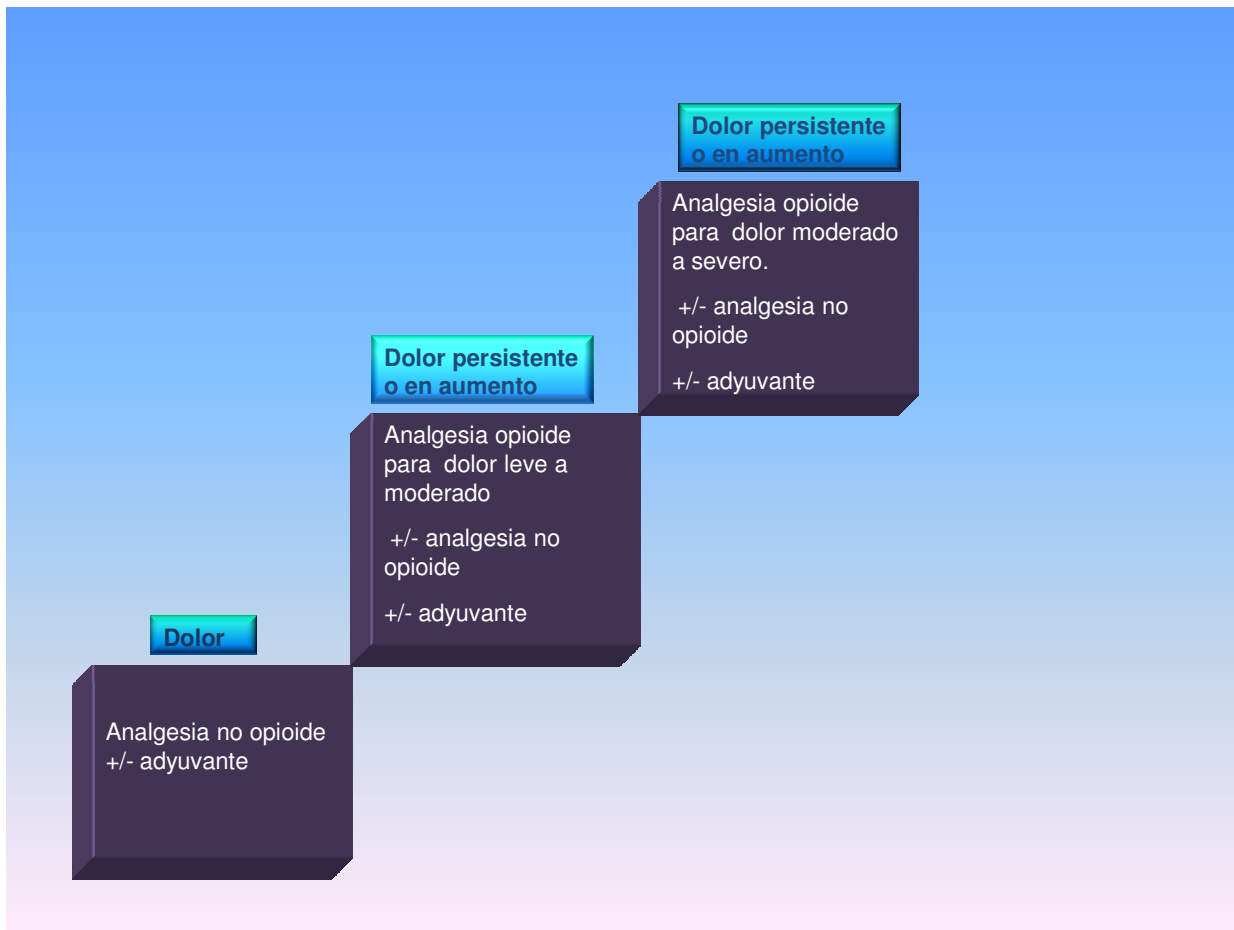 Dolor persistente
o en aumento
Analgesia opioide
para  dolor moderado
a severo.
+/- analgesia no
opioide
+/- adyuvante
Dolor persistente
o en aumento
Analgesia opioide
para  dolor leve a
moderado
+/- analgesia no
opioide
+/- adyuvante
Dolor
Analgesia no opioide
+/- adyuvante